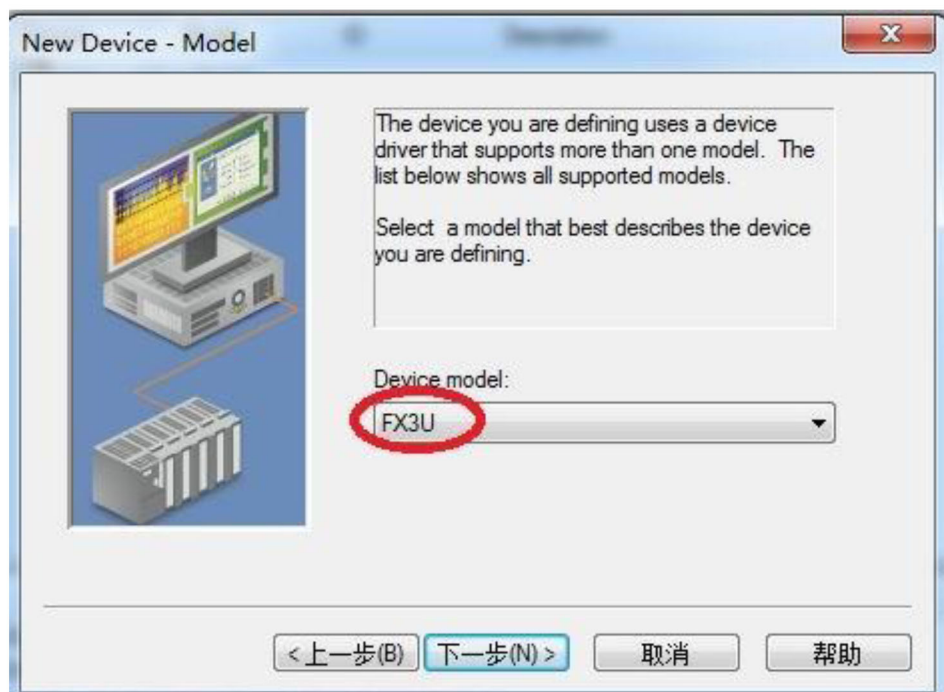 New Device - Model
The device you are defining uses a device
driver that supports more than one model.  The
list below shows all supported models.
Select  a model that best describes the device
you are defining.
Device model:
FX3U
<上一步(B)
下一步(N)>
取消
帮助